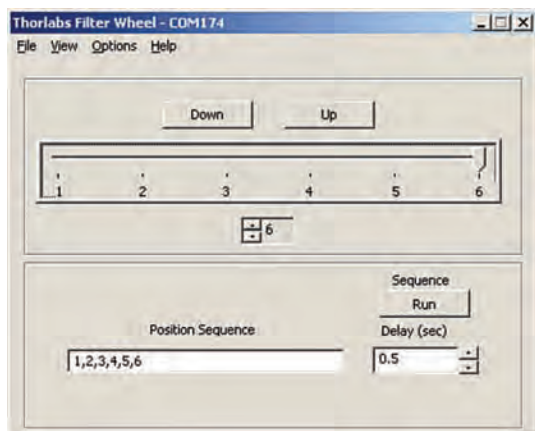 Thorlabs Filter Wheel - COM174
File View Options Help
Down Up
1 2 3 4 5 6
6
Sequence
Run
Position Sequence Delay (sec)
1,2,3,4,5,6 0.5